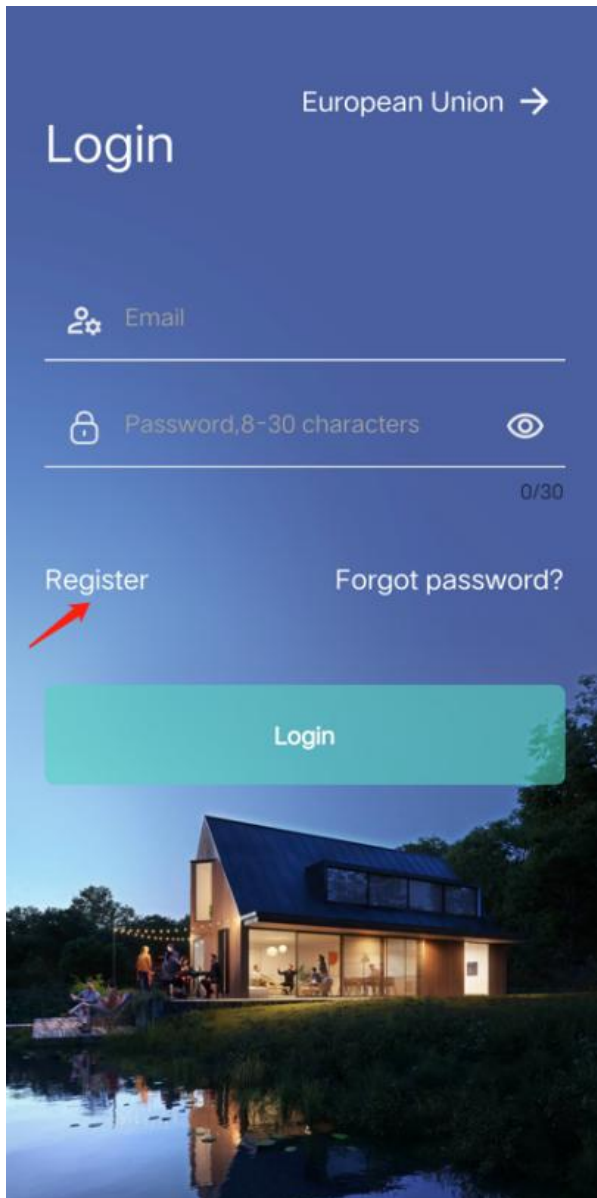 European Union →
Login
Email
Password,8-30 characters
0/30
Register
Forgot password?
Login